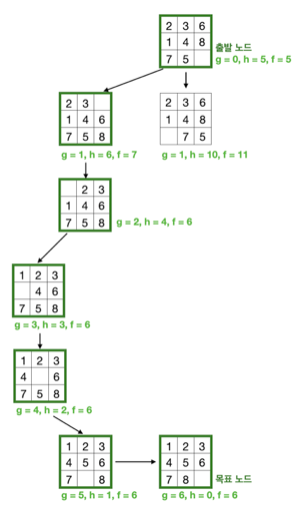 2 3 6
1 4 8
7 5
출발 노드
g = 0, h = 5, f = 5
2 3
1 4 6
7 5 8
g = 1, h = 6, f = 7
2 3 6
1 4 8
7 5
g = 1, h = 10, f = 11
2 3
1 4 6
7 5 8
g = 2, h = 4, f = 6
1 2 3
4 6
7 5 8
g = 3, h = 3, f = 6
1 2 3
4 6
7 5 8
g = 4, h = 2, f = 6
1 2 3
4 5 6
7 8
g = 5, h = 1, f = 6
1 2 3
4 5 6
7 8
목표 노드
g = 6, h = 0, f = 6